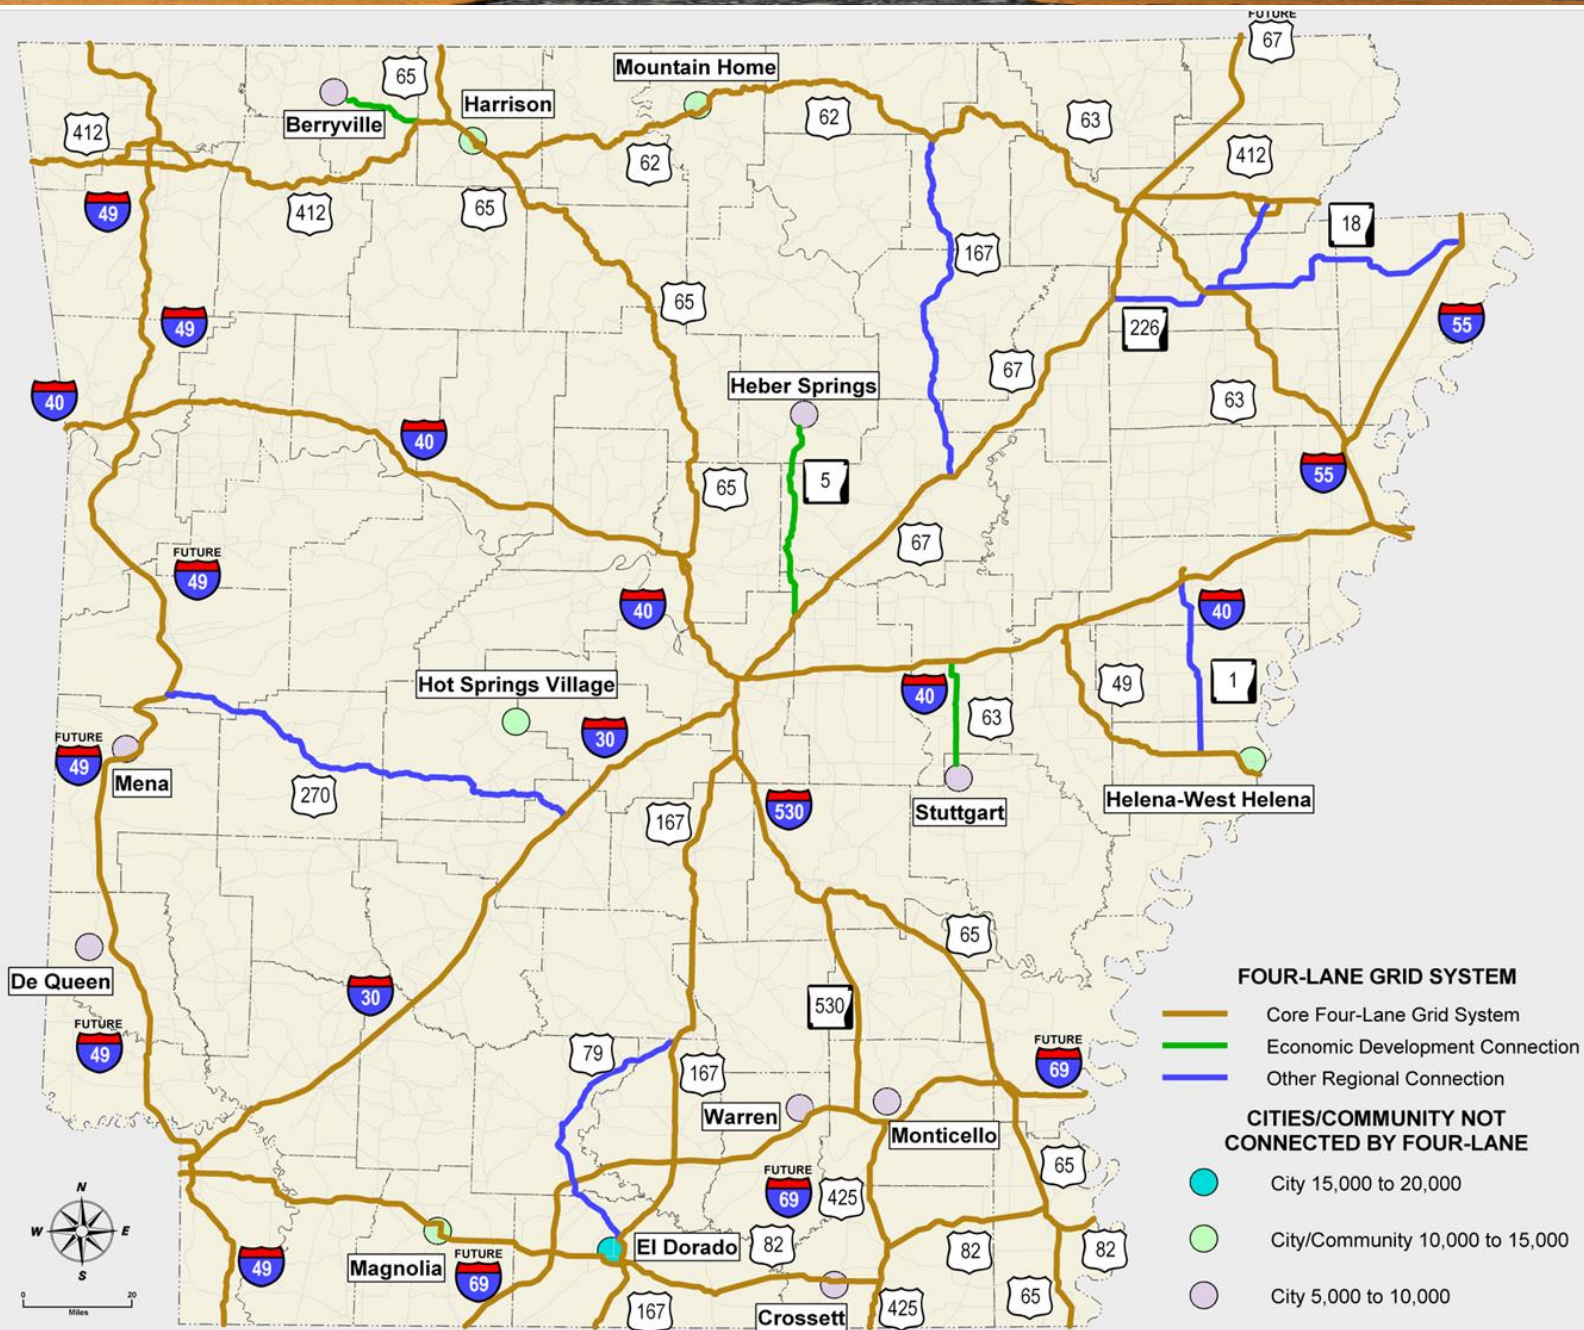 FUTURE
67
65
Mountain Home
Harrison
Berryville
412
62
63
62
412
49
412
65
18
167
65
49
226
55
67
Heber Springs
40
63
40
65
5
55
67
FUTURE
49
40
40
Hot Springs Village
40
49
1
63
30
FUTURE
49
Mena
270
Stuttgart
Helena-West Helena
530
167
65
De Queen
30
530
FUTURE
49
79
FUTURE
69
167
Warren
Monticello
65
FUTURE
69
425
El Dorado
82
82
82
Magnolia
FUTURE
69
49
Crossett
167
425
65
N
W
E
S
0
20
Miles
FOUR-LANE GRID SYSTEM
Core Four-Lane Grid System
Economic Development Connection
Other Regional Connection
CITIES/COMMUNITY NOT
CONNECTED BY FOUR-LANE
City 15,000 to 20,000
City/Community 10,000 to 15,000
City 5,000 to 10,000